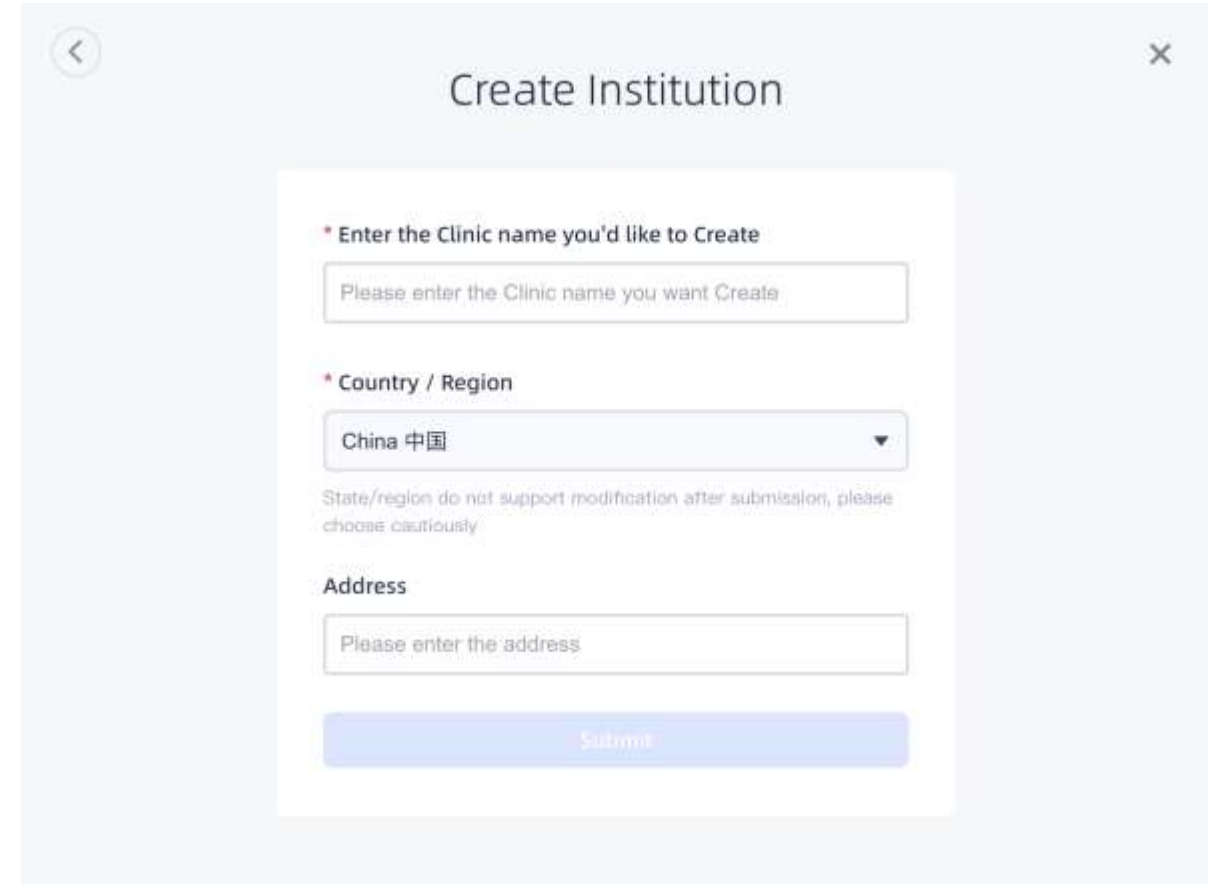 Create Institution
* Enter the Clinic name you'd like to Create
Please enter the Clinic name you want Create
* Country / Region
China 中国
State/region do not support modification after submission, please
choose cautiously
Address
Please enter the address
Submit